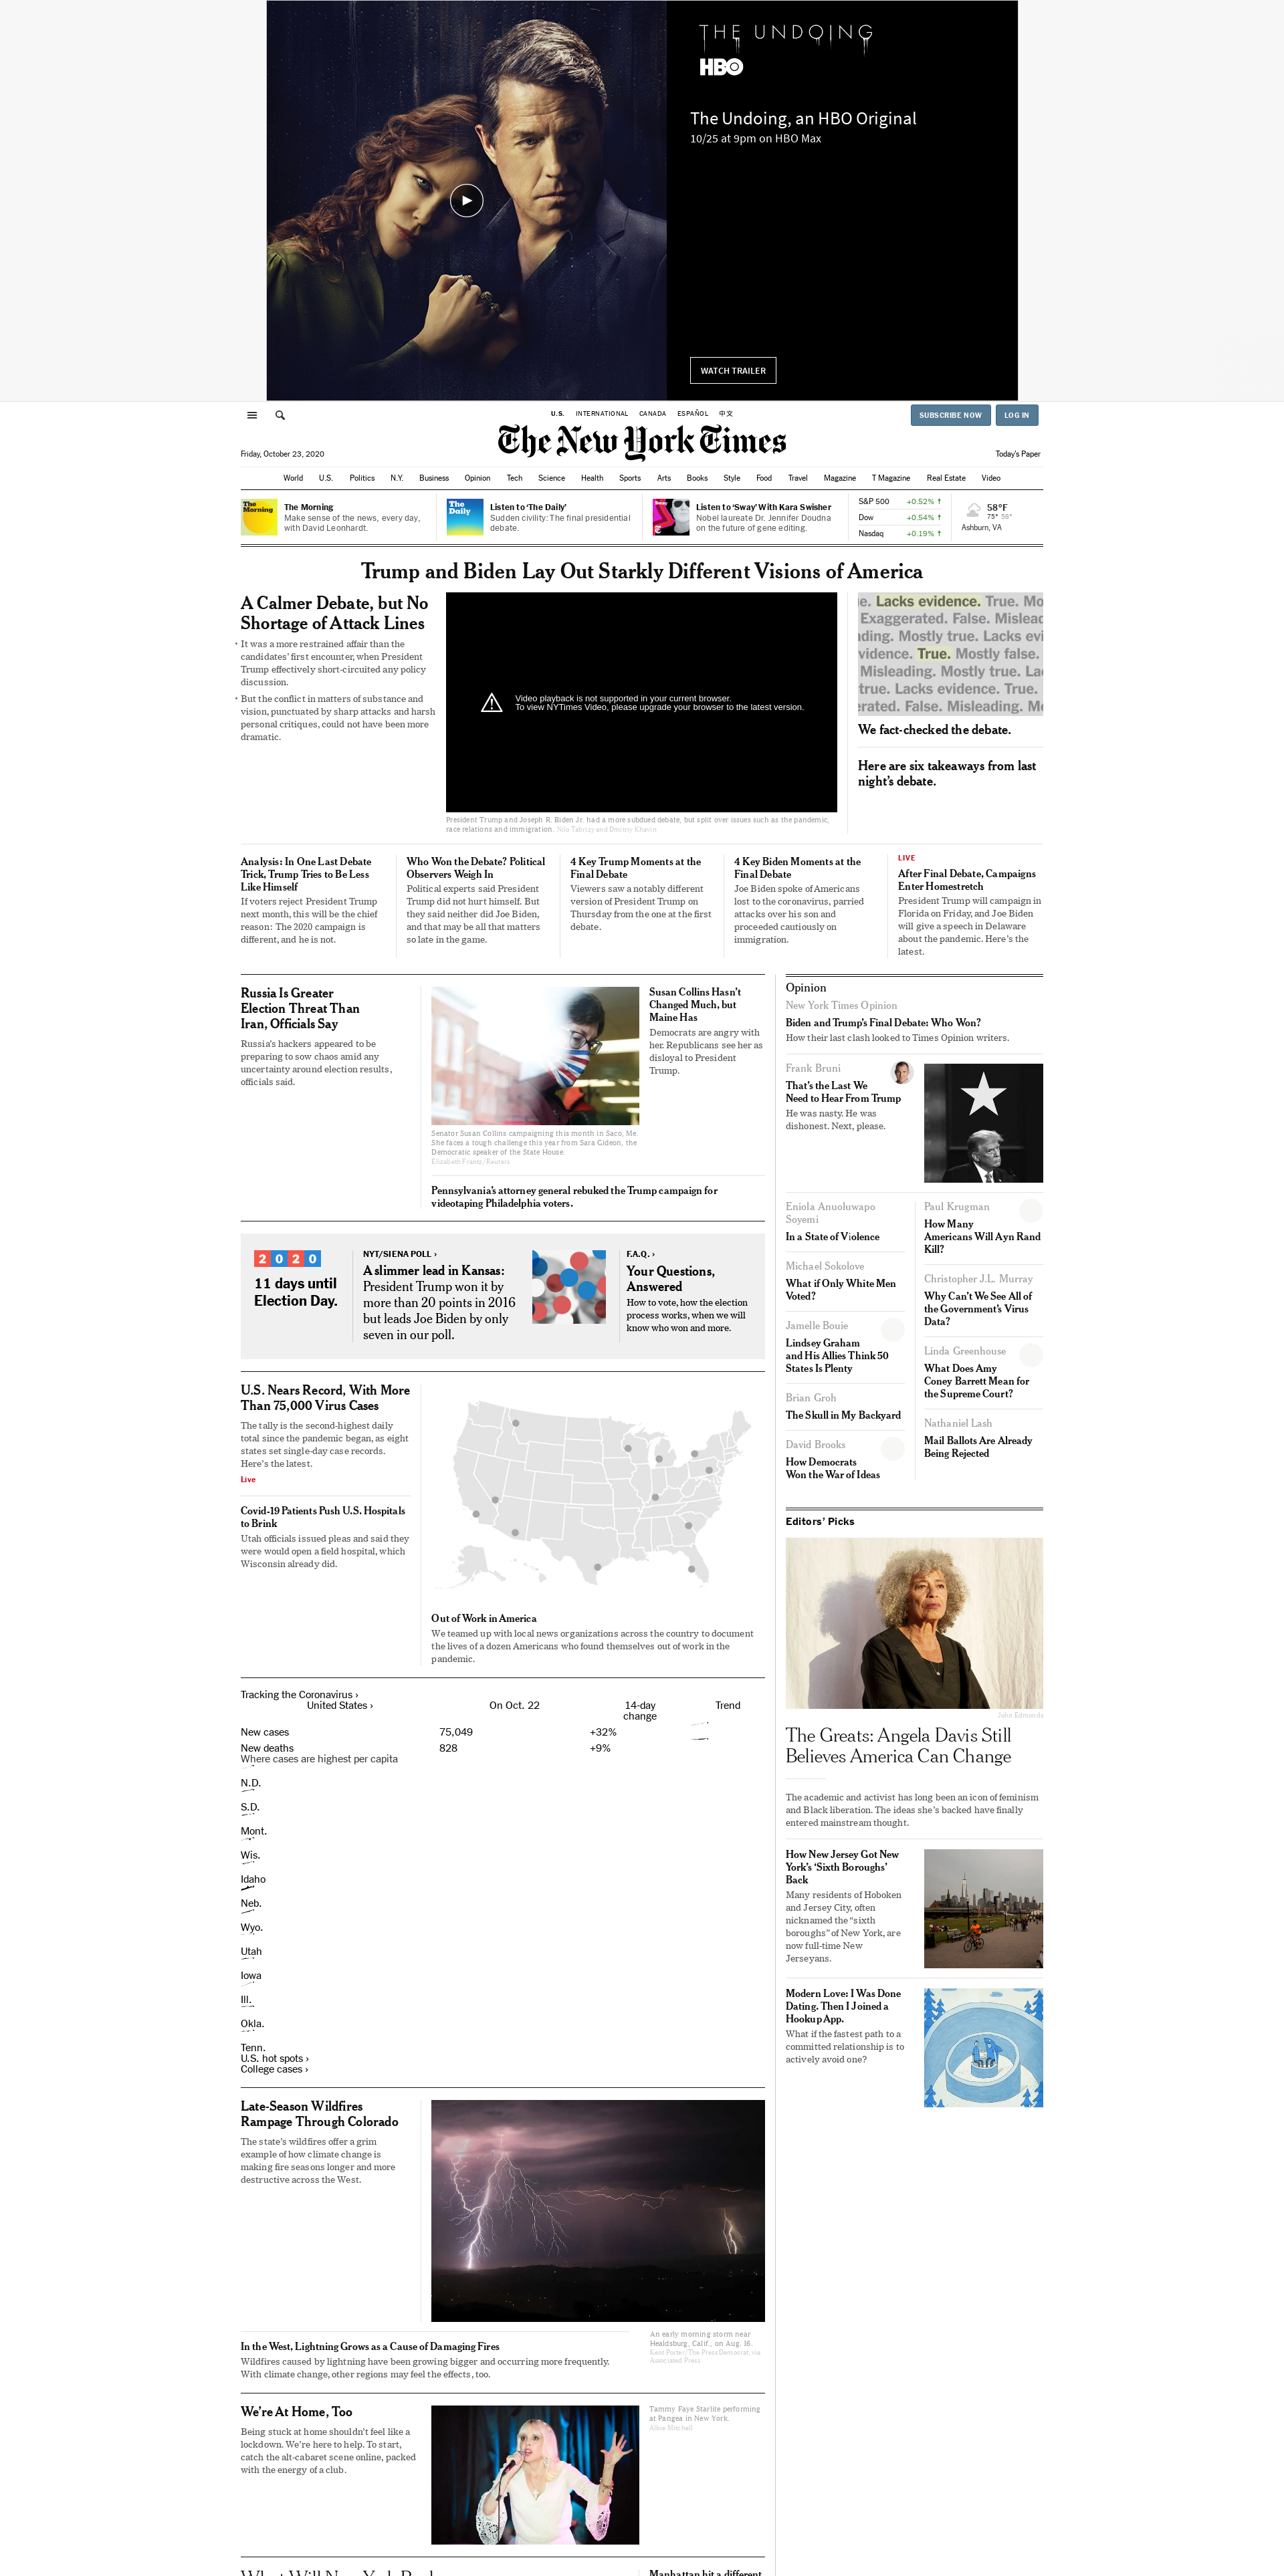 THE UNDOING
HBO
The Undoing, an HBO Original
10/25 at 9pm on HBO Max
WATCH TRAILER
U.S. INTERNATIONAL CANADA ESPAÑOL 中文
SUBSCRIBE NOW LOG IN
The New York Times
Friday, October 23, 2020
Today's Paper
World U.S. Politics N.Y. Business Opinion Tech Science Health Sports Arts Books Style Food Travel Magazine T Magazine Real Estate Video
The Morning
The Morning
Make sense of the news, every day,
with David Leonhardt.
The Daily
Listen to ‘The Daily’
Sudden civility: The final presidential
debate.
Listen to ‘Sway’ With Kara Swisher
Nobel laureate Dr. Jennifer Doudna
on the future of gene editing.
S&P 500 +0.52% ↑
Dow +0.54% ↑
Nasdaq +0.19% ↑
58°F
75° 56°
Ashburn, VA
Trump and Biden Lay Out Starkly Different Visions of America
A Calmer Debate, but No
Shortage of Attack Lines
• It was a more restrained affair than the
candidates’ first encounter, when President
Trump effectively short-circuited any policy
discussion.
• But the conflict in matters of substance and
vision, punctuated by sharp attacks and harsh
personal critiques, could not have been more
dramatic.
Video playback is not supported in your current browser.
To view NYTimes Video, please upgrade your browser to the latest version.
President Trump and Joseph R. Biden Jr. had a more subdued debate, but split over issues such as the pandemic,
race relations and immigration. Nilo Tabrizy and Dmitriy Khavin
e. Lacks evidence. True. Mo
Exaggerated. False. Mislead
ding. Mostly true. Lacks evi
vidence. True. Mostly false.
Misleading. Mostly true. La
true. Lacks evidence. True.
erated. False. Misleading. Mo
We fact-checked the debate.
Here are six takeaways from last
night’s debate.
Analysis: In One Last Debate
Trick, Trump Tries to Be Less
Like Himself
If voters reject President Trump
next month, this will be the chief
reason: The 2020 campaign is
different, and he is not.
Who Won the Debate? Political
Observers Weigh In
Political experts said President
Trump did not hurt himself. But
they said neither did Joe Biden,
and that may be all that matters
so late in the game.
4 Key Trump Moments at the
Final Debate
Viewers saw a notably different
version of President Trump on
Thursday from the one at the first
debate.
4 Key Biden Moments at the
Final Debate
Joe Biden spoke of Americans
lost to the coronavirus, parried
attacks over his son and
proceeded cautiously on
immigration.
LIVE
After Final Debate, Campaigns
Enter Homestretch
President Trump will campaign in
Florida on Friday, and Joe Biden
will give a speech in Delaware
about the pandemic. Here’s the
latest.
Russia Is Greater
Election Threat Than
Iran, Officials Say
Russia’s hackers appeared to be
preparing to sow chaos amid any
uncertainty around election results,
officials said.
Senator Susan Collins campaigning this month in Saco, Me.
She faces a tough challenge this year from Sara Gideon, the
Democratic speaker of the State House.
Elizabeth Frantz/Reuters
Susan Collins Hasn’t
Changed Much, but
Maine Has
Democrats are angry with
her. Republicans see her as
disloyal to President
Trump.
Pennsylvania’s attorney general rebuked the Trump campaign for
videotaping Philadelphia voters.
2020
11 days until
Election Day.
NYT/SIENA POLL ›
A slimmer lead in Kansas:
President Trump won it by
more than 20 points in 2016
but leads Joe Biden by only
seven in our poll.
F.A.Q. ›
Your Questions,
Answered
How to vote, how the election
process works, when we will
know who won and more.
U.S. Nears Record, With More
Than 75,000 Virus Cases
The tally is the second-highest daily
total since the pandemic began, as eight
states set single-day case records.
Here’s the latest.
Live
Covid-19 Patients Push U.S. Hospitals
to Brink
Utah officials issued pleas and said they
were would open a field hospital, which
Wisconsin already did.
Out of Work in America
We teamed up with local news organizations across the country to document
the lives of a dozen Americans who found themselves out of work in the
pandemic.
Tracking the Coronavirus ›
United States › On Oct. 22 14-day
change Trend
New cases 75,049 +32%
New deaths 828 +9%
Where cases are highest per capita
N.D.
S.D.
Mont.
Wis.
Idaho
Neb.
Wyo.
Utah
Iowa
Ill.
Okla.
Tenn.
U.S. hot spots ›
College cases ›
Late-Season Wildfires
Rampage Through Colorado
The state’s wildfires offer a grim
example of how climate change is
making fire seasons longer and more
destructive across the West.
An early morning storm near
Healdsburg, Calif., on Aug. 16.
Kent Porter/The Press Democrat, via
Associated Press
In the West, Lightning Grows as a Cause of Damaging Fires
Wildfires caused by lightning have been growing bigger and occurring more frequently.
With climate change, other regions may feel the effects, too.
We’re At Home, Too
Being stuck at home shouldn’t feel like a
lockdown. We’re here to help. To start,
catch the alt-cabaret scene online, packed
with the energy of a club.
Tammy Faye Starlite performing
at Pangea in New York.
Albie Mitchell
Manhattan hit a different
Opinion
New York Times Opinion
Biden and Trump’s Final Debate: Who Won?
How their last clash looked to Times Opinion writers.
Frank Bruni
That’s the Last We
Need to Hear From Trump
He was nasty. He was
dishonest. Next, please.
Eniola Anuoluwapo
Soyemi
In a State of Violence
Michael Sokolove
What if Only White Men
Voted?
Jamelle Bouie
Lindsey Graham
and His Allies Think 50
States Is Plenty
Brian Groh
The Skull in My Backyard
David Brooks
How Democrats
Won the War of Ideas
Paul Krugman
How Many
Americans Will Ayn Rand
Kill?
Christopher J.L. Murray
Why Can’t We See All of
the Government’s Virus
Data?
Linda Greenhouse
What Does Amy
Coney Barrett Mean for
the Supreme Court?
Nathaniel Lash
Mail Ballots Are Already
Being Rejected
Editors’ Picks
John Edmonds
The Greats: Angela Davis Still
Believes America Can Change
The academic and activist has long been an icon of feminism
and Black liberation. The ideas she’s backed have finally
entered mainstream thought.
How New Jersey Got New
York’s ‘Sixth Boroughs’
Back
Many residents of Hoboken
and Jersey City, often
nicknamed the “sixth
boroughs” of New York, are
now full-time New
Jerseyans.
Modern Love: I Was Done
Dating. Then I Joined a
Hookup App.
What if the fastest path to a
committed relationship is to
actively avoid one?